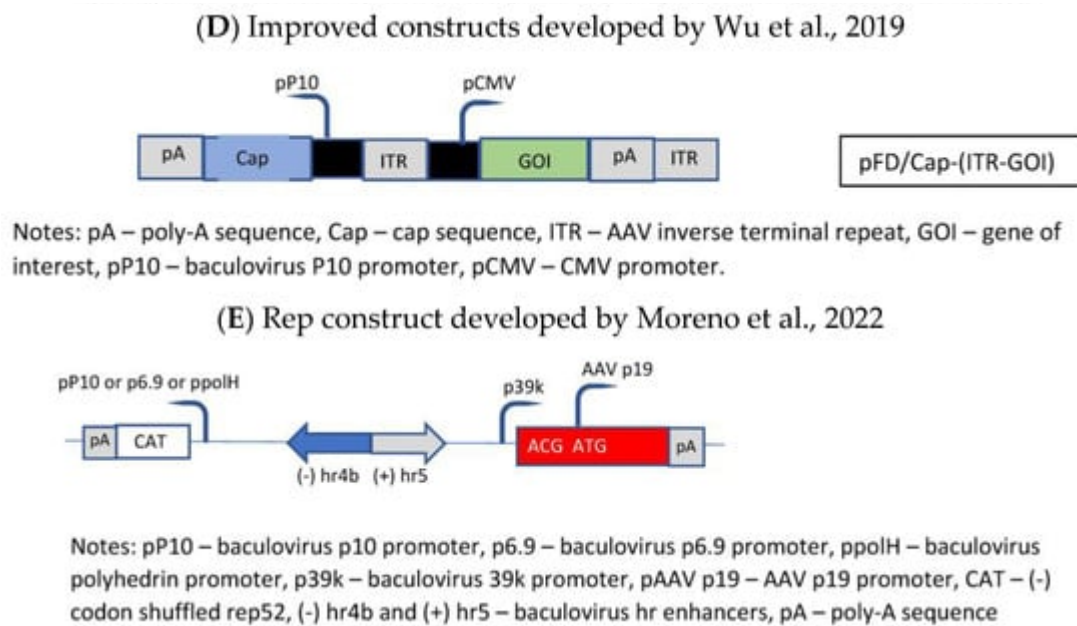 (D) Improved constructs developed by Wu et al., 2019
pP10 pCMV
pA Cap ITR GOI pA ITR
pFD/Cap-(ITR-GOI)
Notes: pA – poly-A sequence, Cap – cap sequence, ITR – AAV inverse terminal repeat, GOI – gene of
interest, pP10 – baculovirus P10 promoter, pCMV – CMV promoter.
(E) Rep construct developed by Moreno et al., 2022
pP10 or p6.9 or ppolH p39k AAV p19
pA CAT ACG ATG pA
(-) hr4b (+) hr5
Notes: pP10 – baculovirus p10 promoter, p6.9 – baculovirus p6.9 promoter, ppolH – baculovirus
polyhedrin promoter, p39k – baculovirus 39k promoter, pAAV p19 – AAV p19 promoter, CAT – (-)
codon shuffled rep52, (-) hr4b and (+) hr5 – baculovirus hr enhancers, pA – poly-A sequence